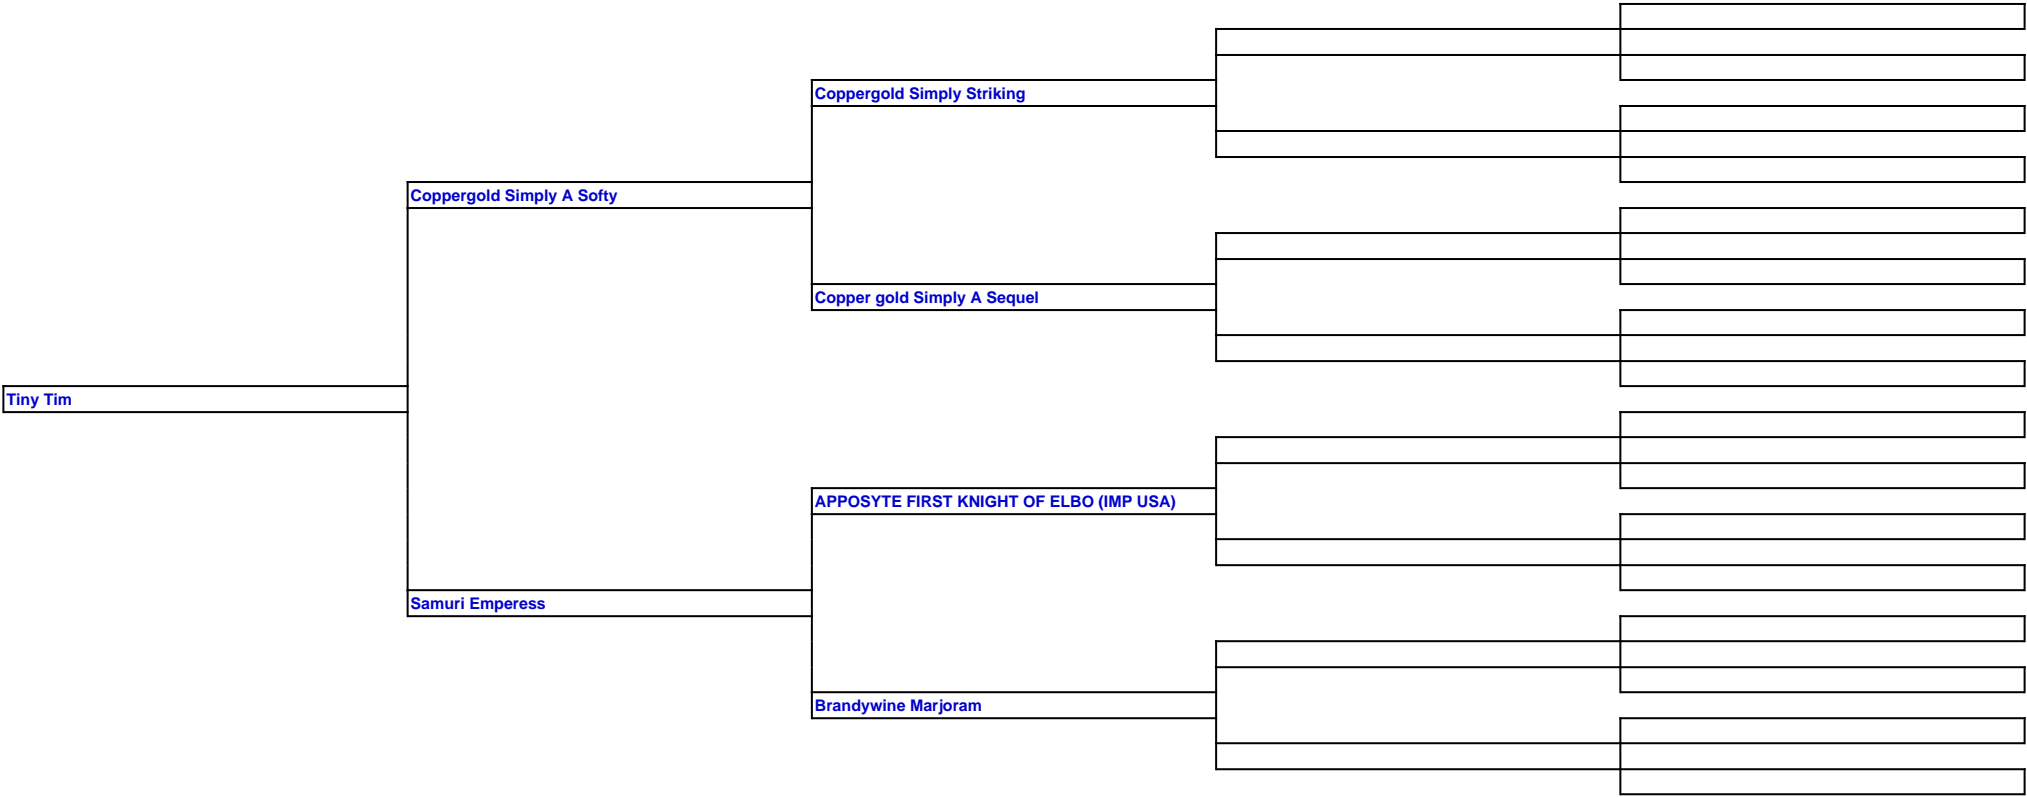 Coppergold Simply Striking
Coppergold Simply A Softy
Copper gold Simply A Sequel
Tiny Tim
APPOSYTE FIRST KNIGHT OF ELBO (IMP USA)
Samuri Emperess
Brandywine Marjoram